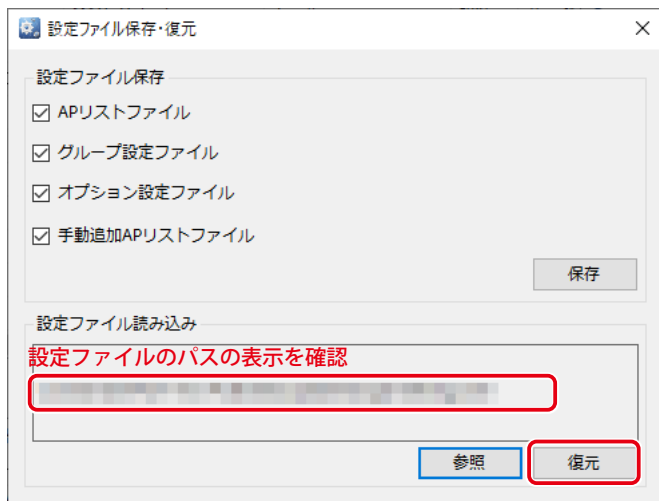 設定ファイル保存・復元
設定ファイル保存
APリストファイル
グループ設定ファイル
オプション設定ファイル
手動追加APリストファイル
保存
設定ファイル読み込み
設定ファイルのパスの表示を確認
参照
復元